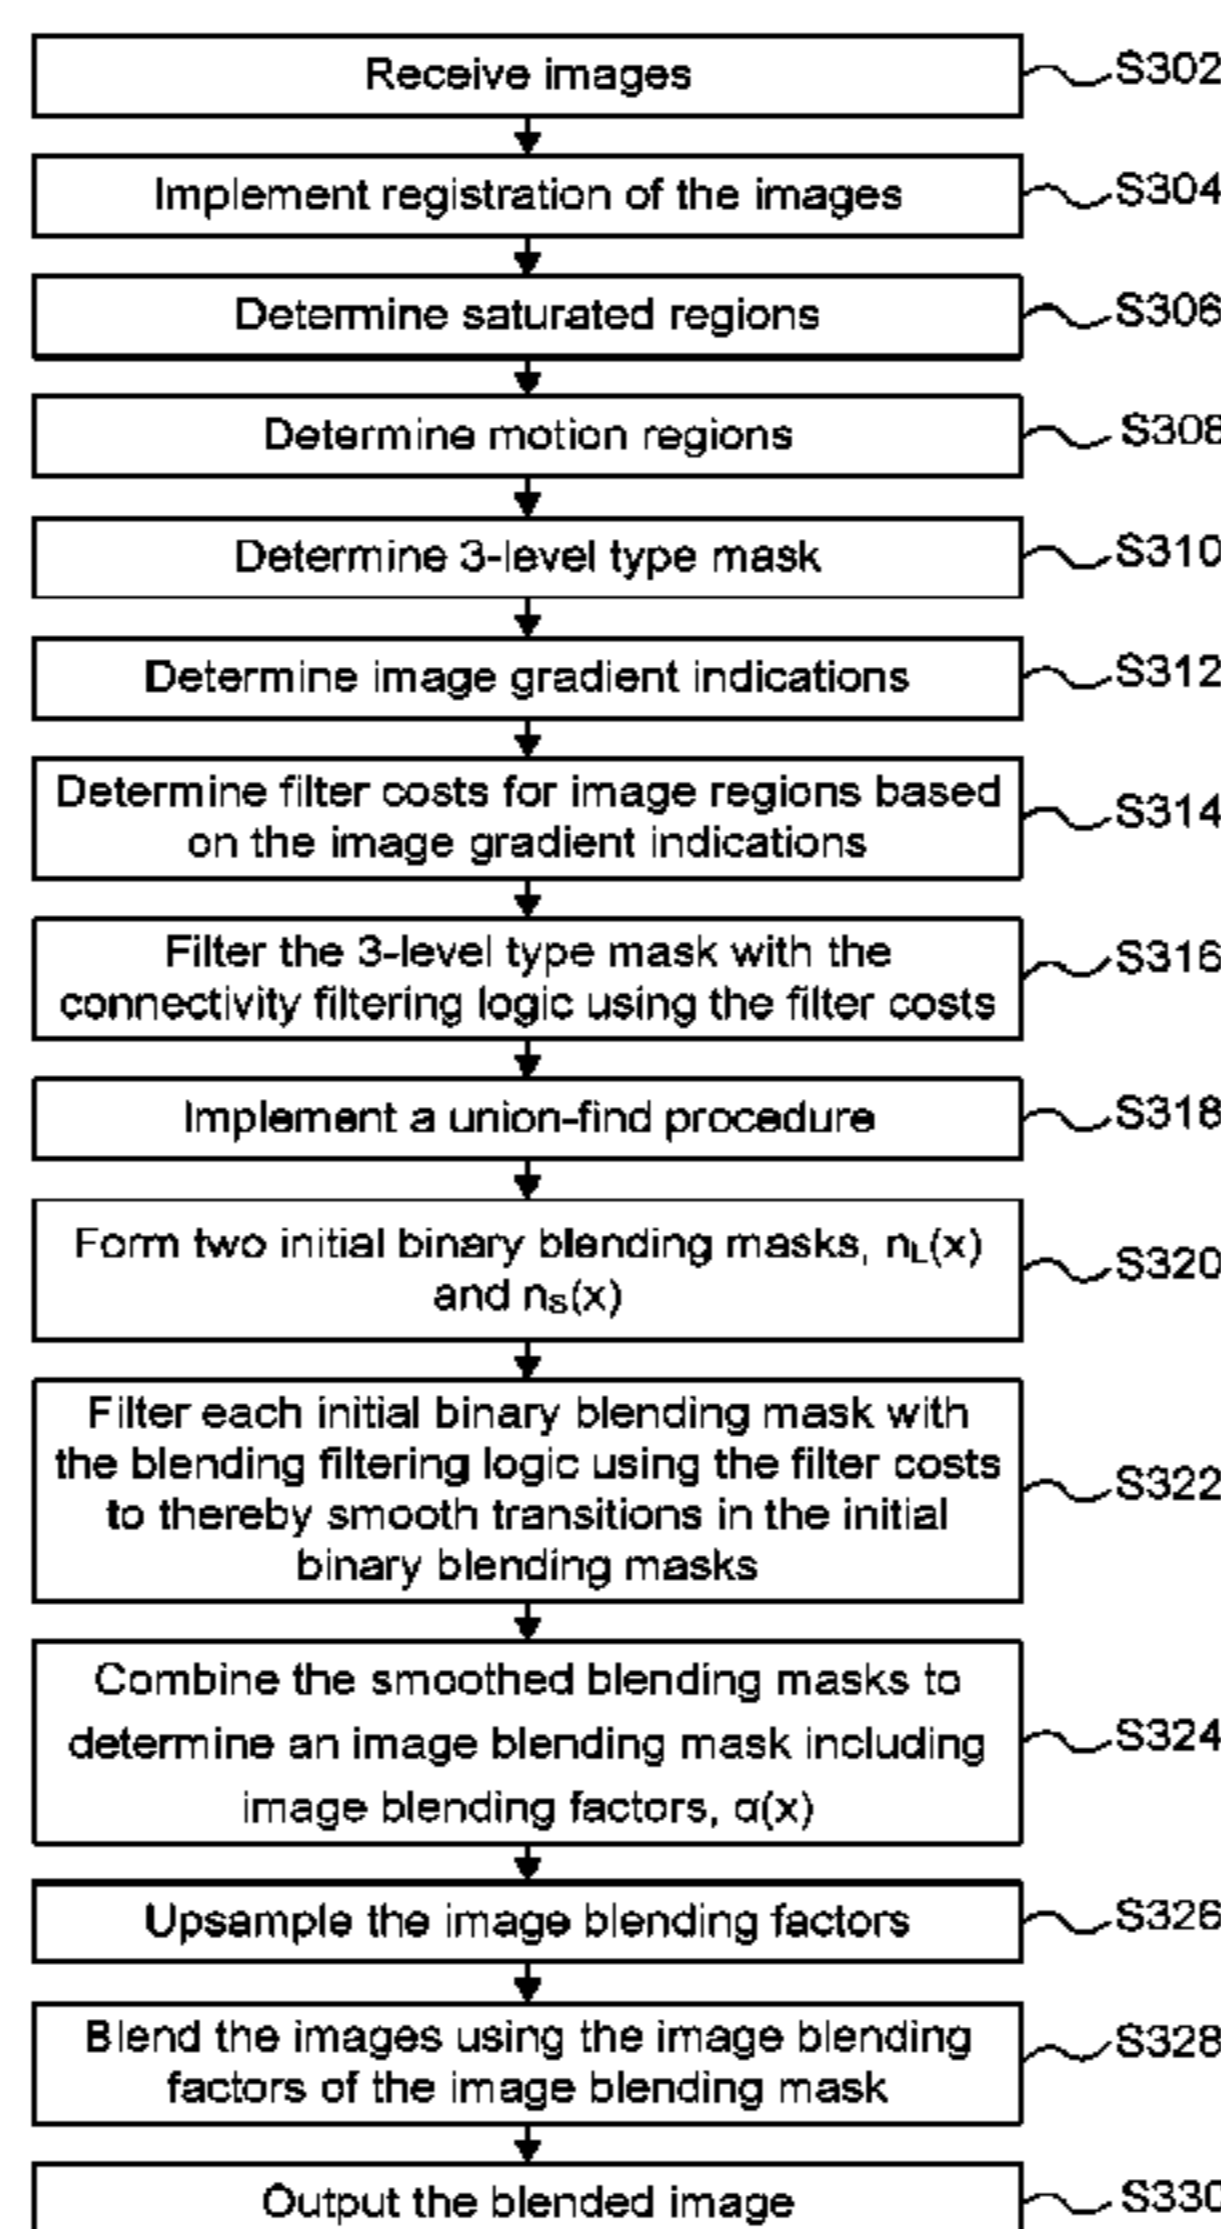 Receive images
S302
Implement registration of the images
S304
Determine saturated regions
S306
Determine motion regions
S308
Determine 3-level type mask
S310
Determine image gradient indications
S312
Determine filter costs for image regions based
on the image gradient indications
S314
Filter the 3-level type mask with the
connectivity filtering logic using the filter costs
S316
Implement a union-find procedure
S318
Form two initial binary blending masks, nL(x)
and nS(x)
S320
Filter each initial binary blending mask with
the blending filtering logic using the filter costs
to thereby smooth transitions in the initial
binary blending masks
S322
Combine the smoothed blending masks to
determine an image blending mask including
image blending factors, α(x)
S324
Upsample the image blending factors
S326
Blend the images using the image blending
factors of the image blending mask
S328
Output the blended image
S330